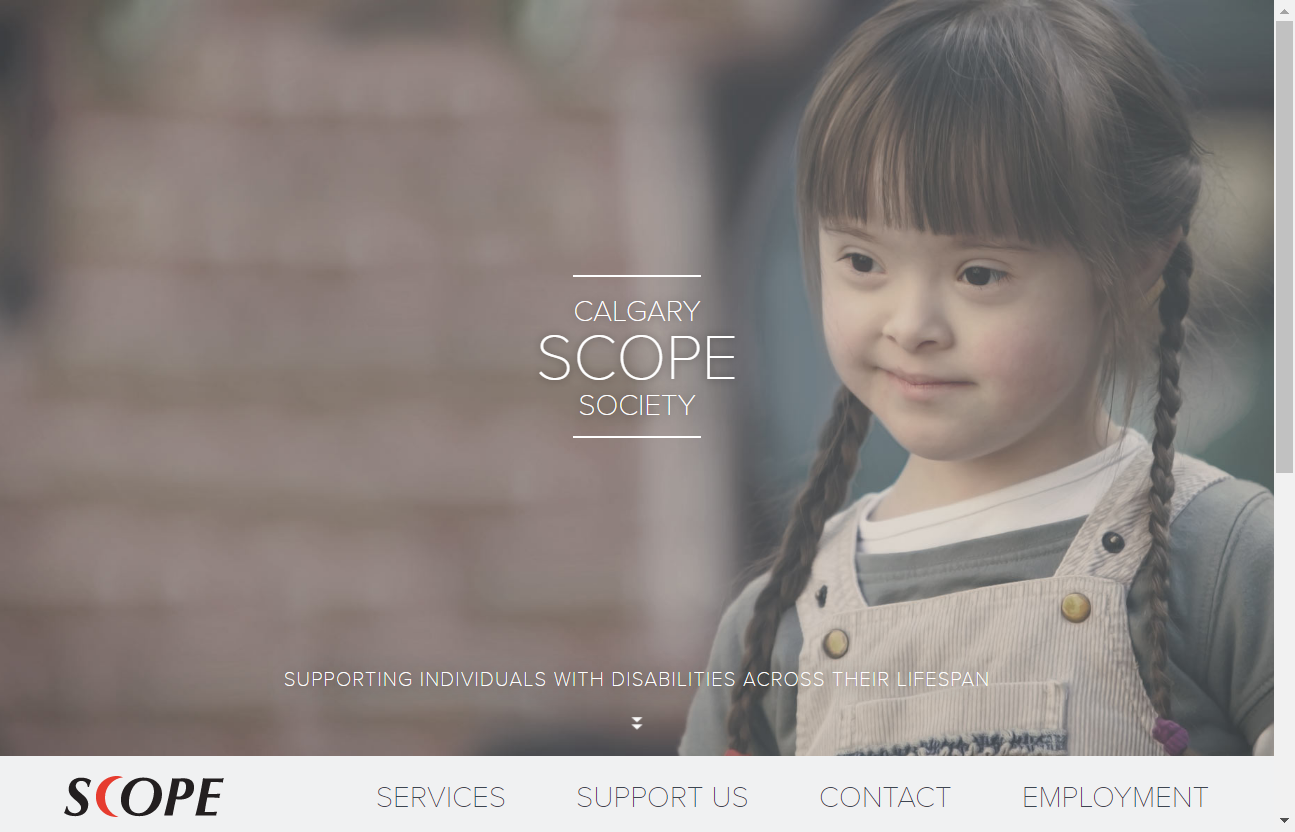 CALGARY
SCOPE
SOCIETY
SUPPORTING INDIVIDUALS WITH DISABILITIES ACROSS THEIR LIFESPAN
SCOPE
SERVICES
SUPPORT US
CONTACT
EMPLOYMENT